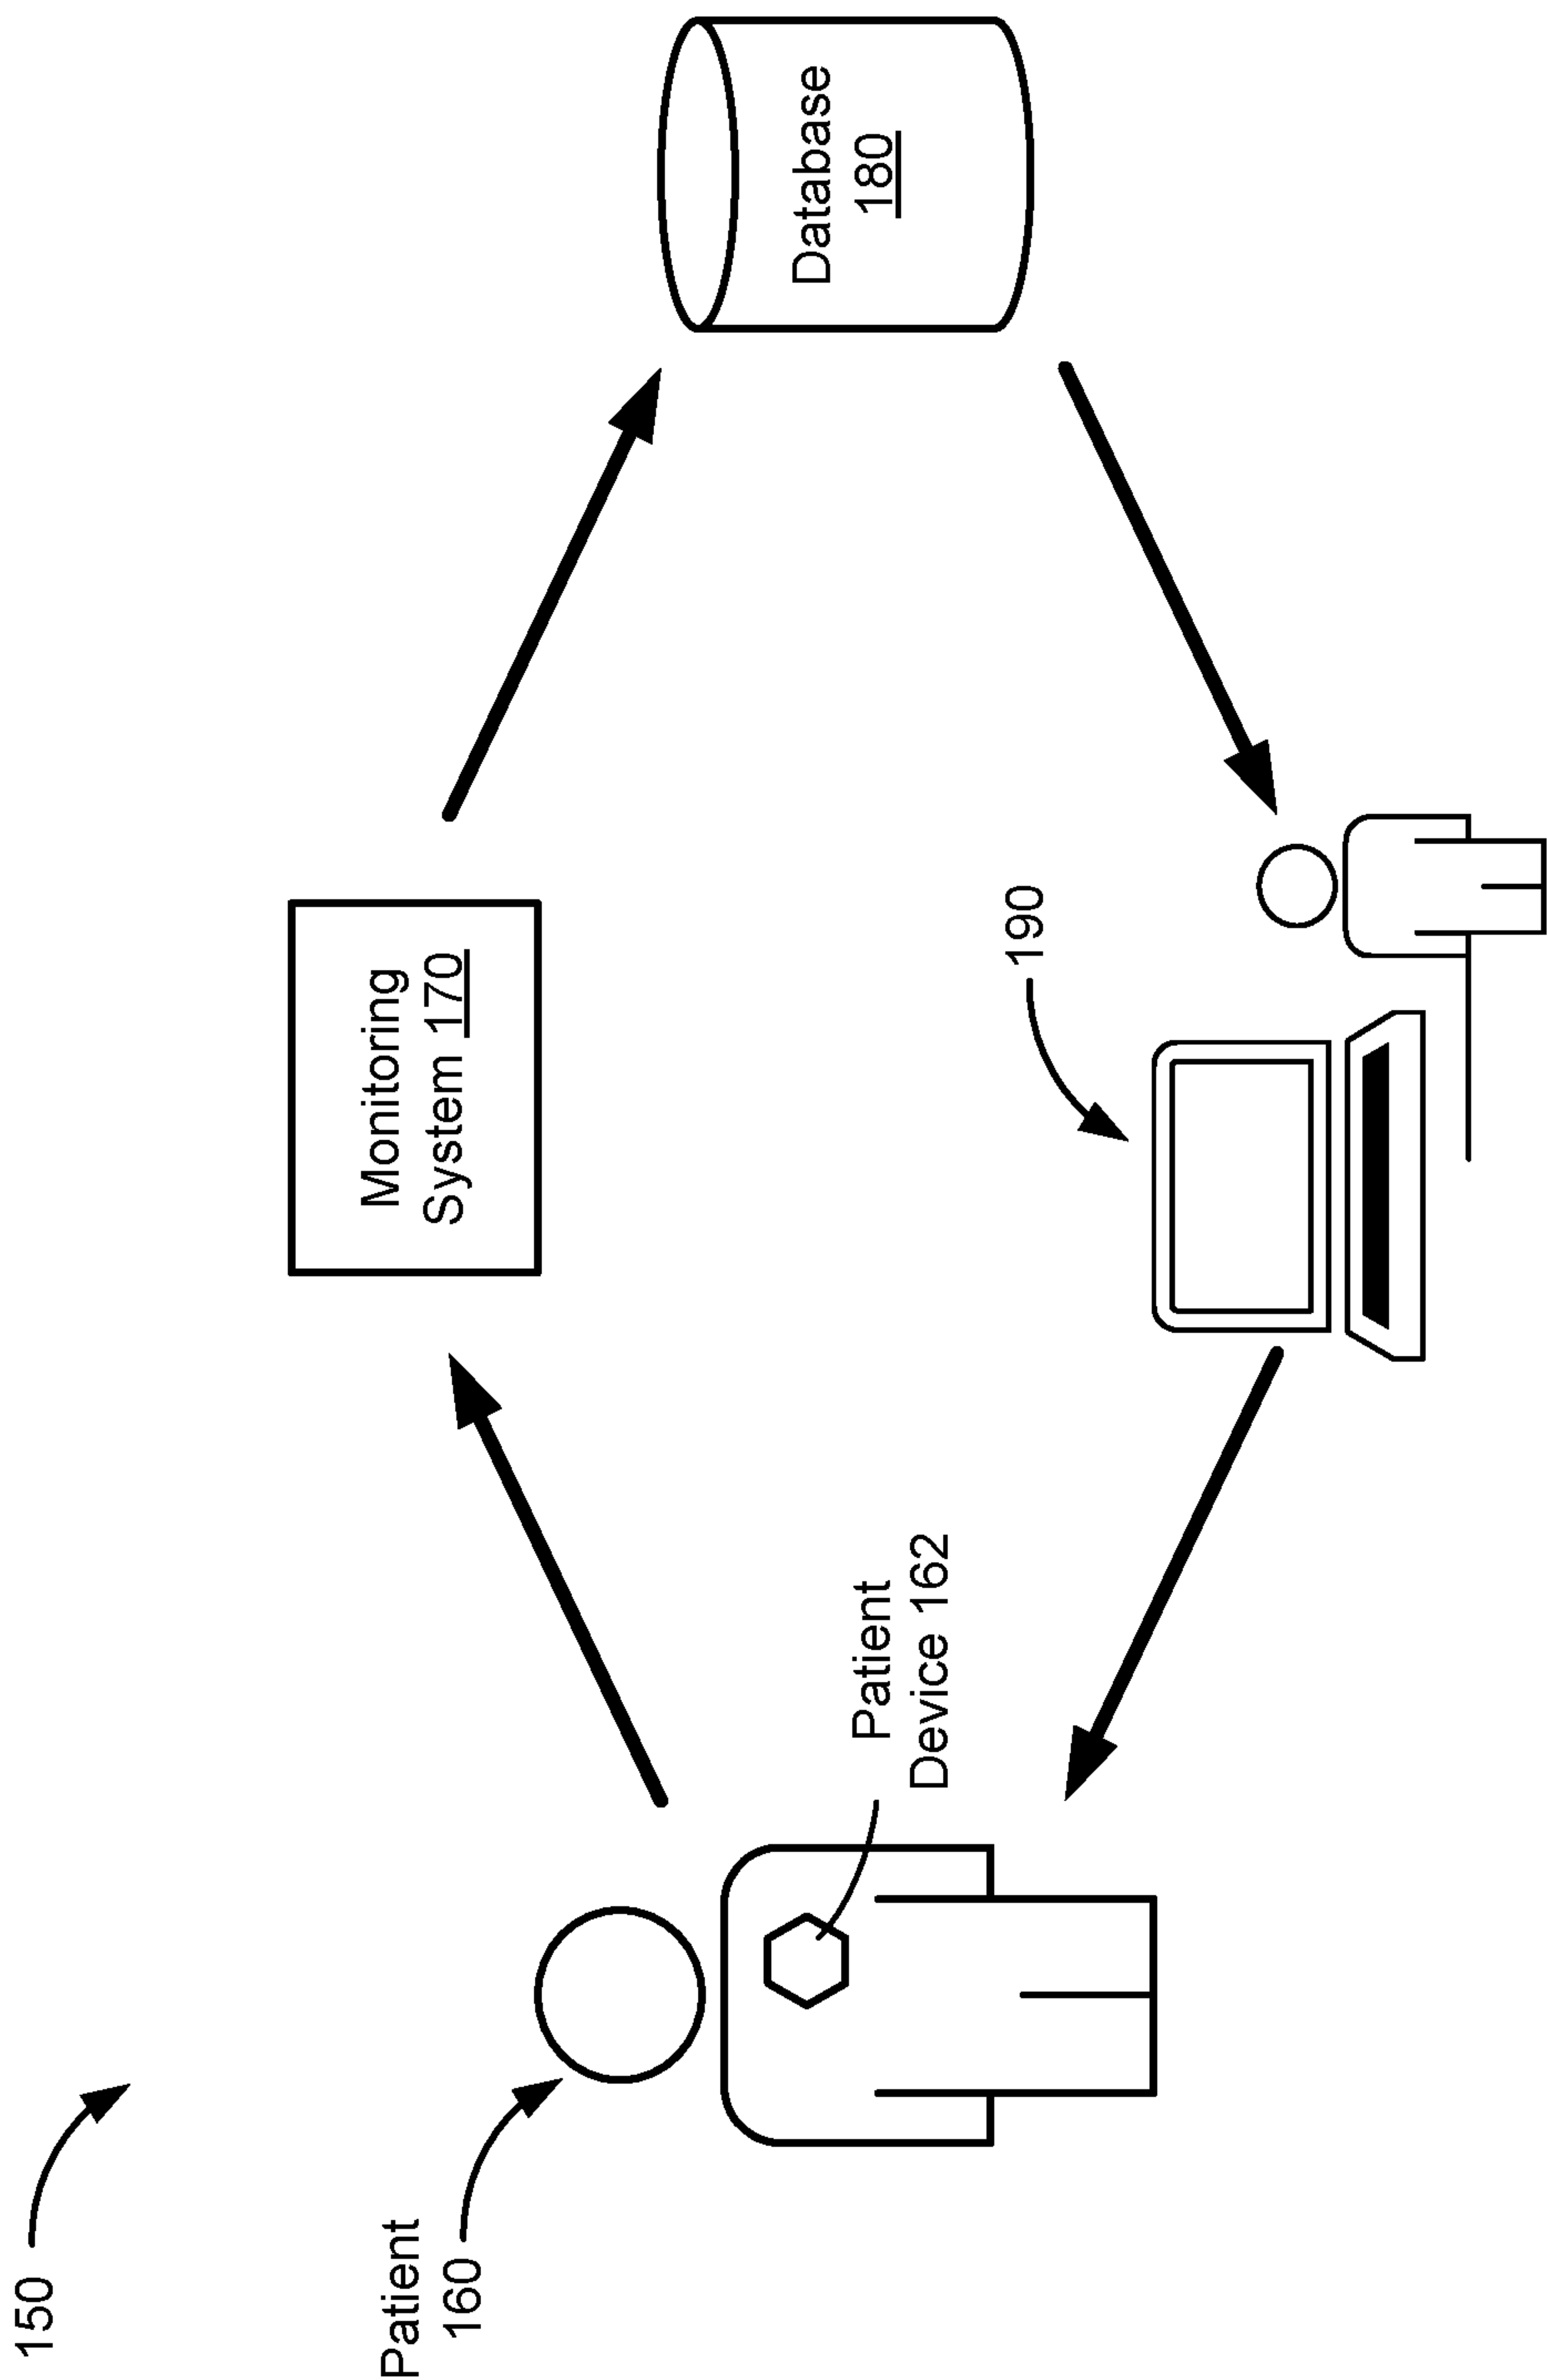 150
Patient
160
Patient
Device 162
Monitoring
System 170
190
Database
180